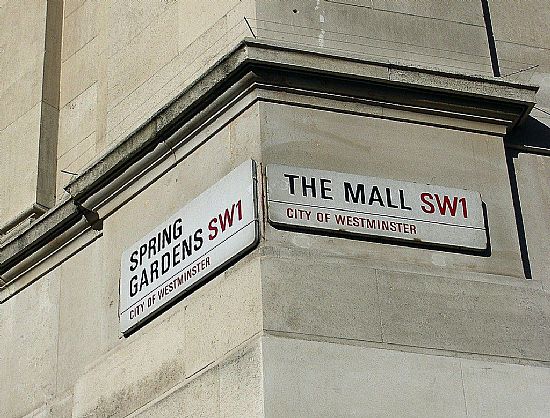 SPRING
GARDENS SW1
CITY OF WESTMINSTER
THE MALL SW1
CITY OF WESTMINSTER